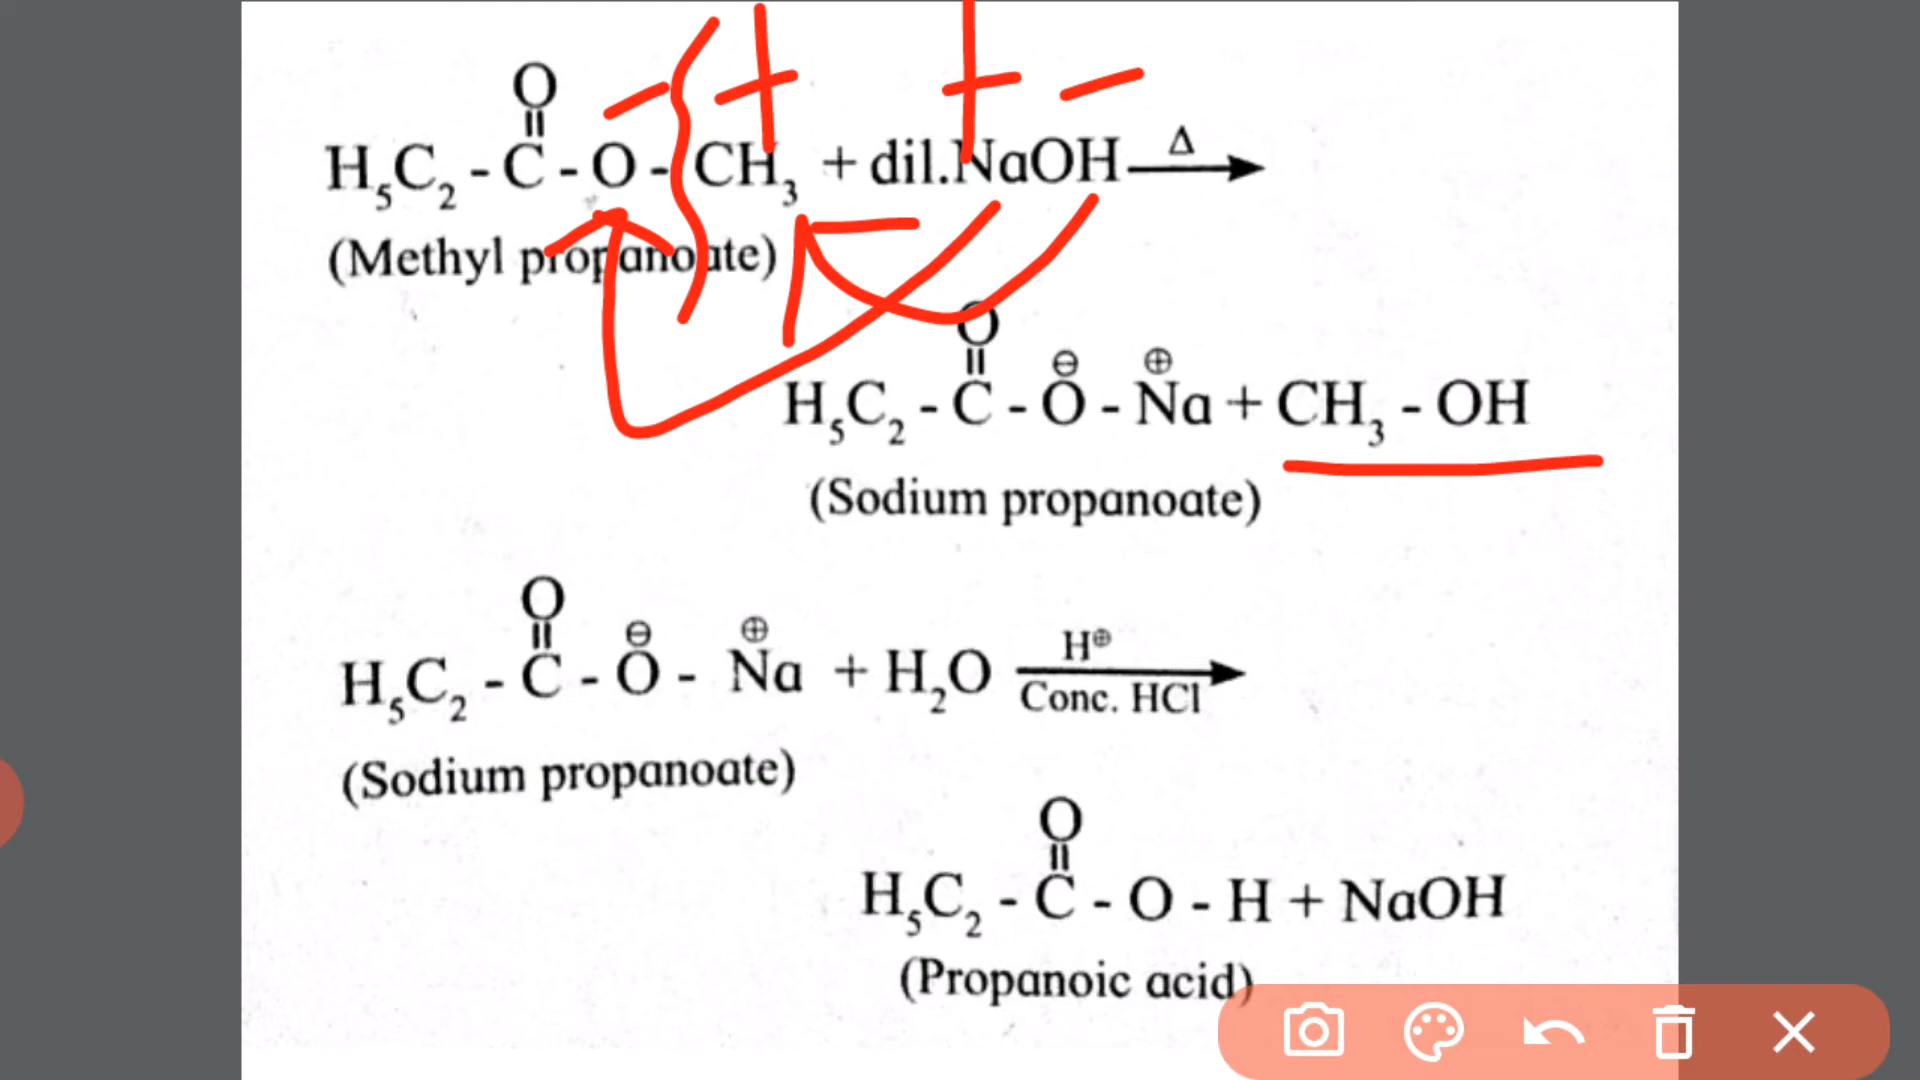 O
||
H₅C₂ - C - O - CH₃ + dil.NaOH Δ→
(Methyl propanoate)
O
||
⊖ ⊕
H₅C₂ - C - O - Na + CH₃ - OH
(Sodium propanoate)
O
||
⊖ ⊕
H₅C₂ - C - O - Na + H₂O H⊕→
Conc. HCl
(Sodium propanoate)
O
||
H₅C₂ - C - O - H + NaOH
(Propanoic acid)